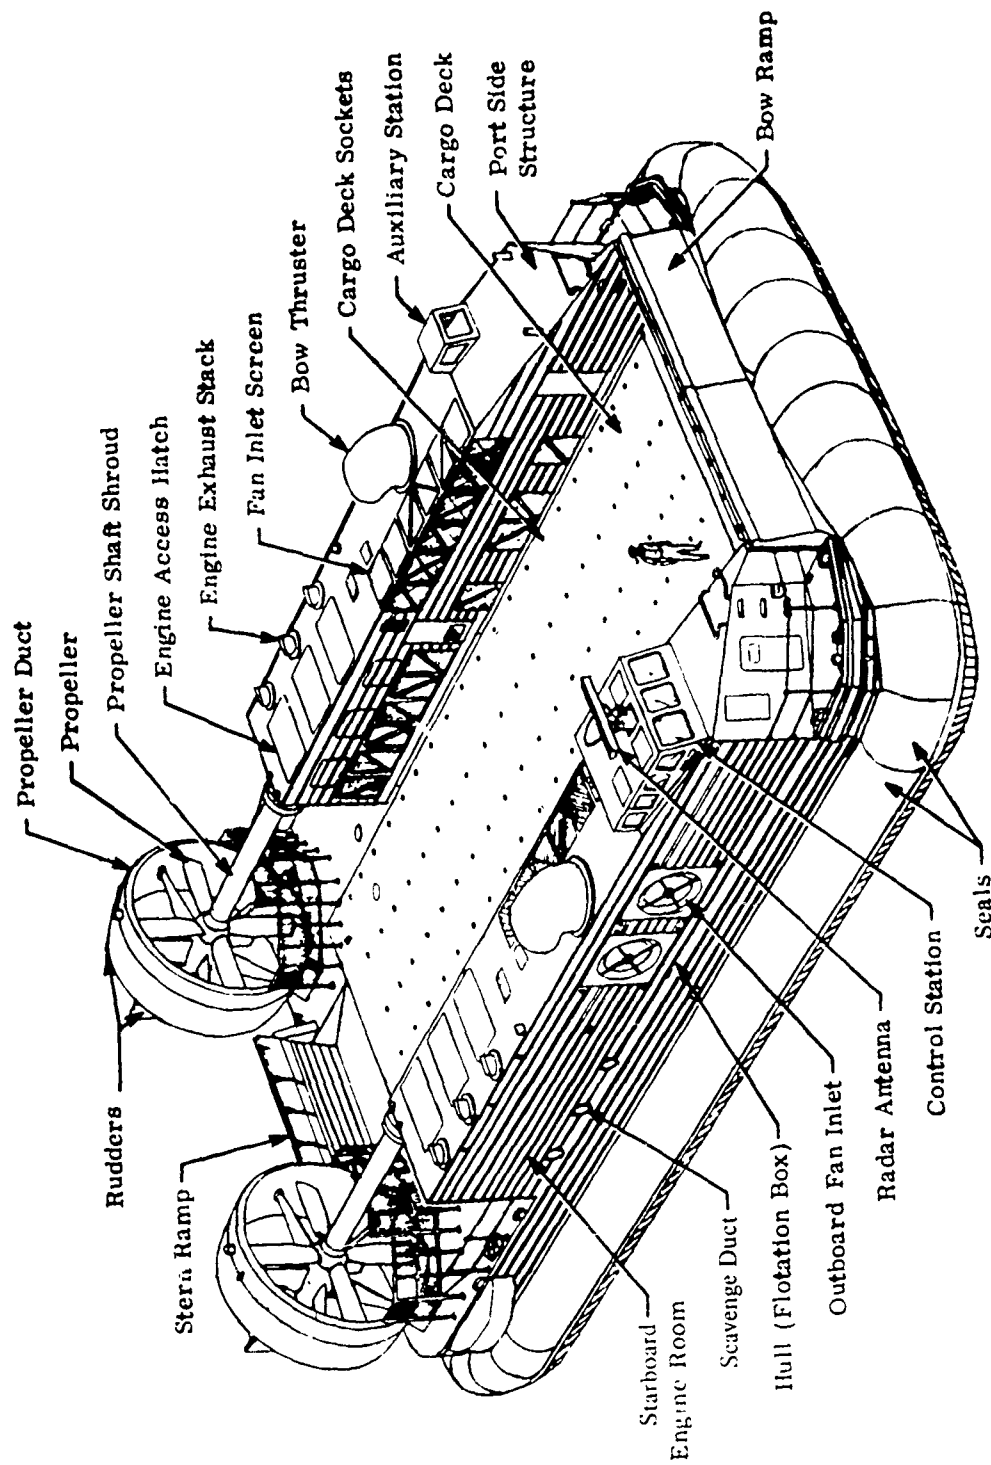 Rudders
Propeller Duct
Propeller
Propeller Shaft Shroud
Engine Access Hatch
Engine Exhaust Stack
Fan Inlet Screen
Bow Thruster
Cargo Deck Sockets
Auxiliary Station
Cargo Deck
Port Side
Structure
Bow Ramp
Stern Ramp
Starboard
Engine Room
Scavenge Duct
Hull (Flotation Box)
Outboard Fan Inlet
Radar Antenna
Control Station
Seals